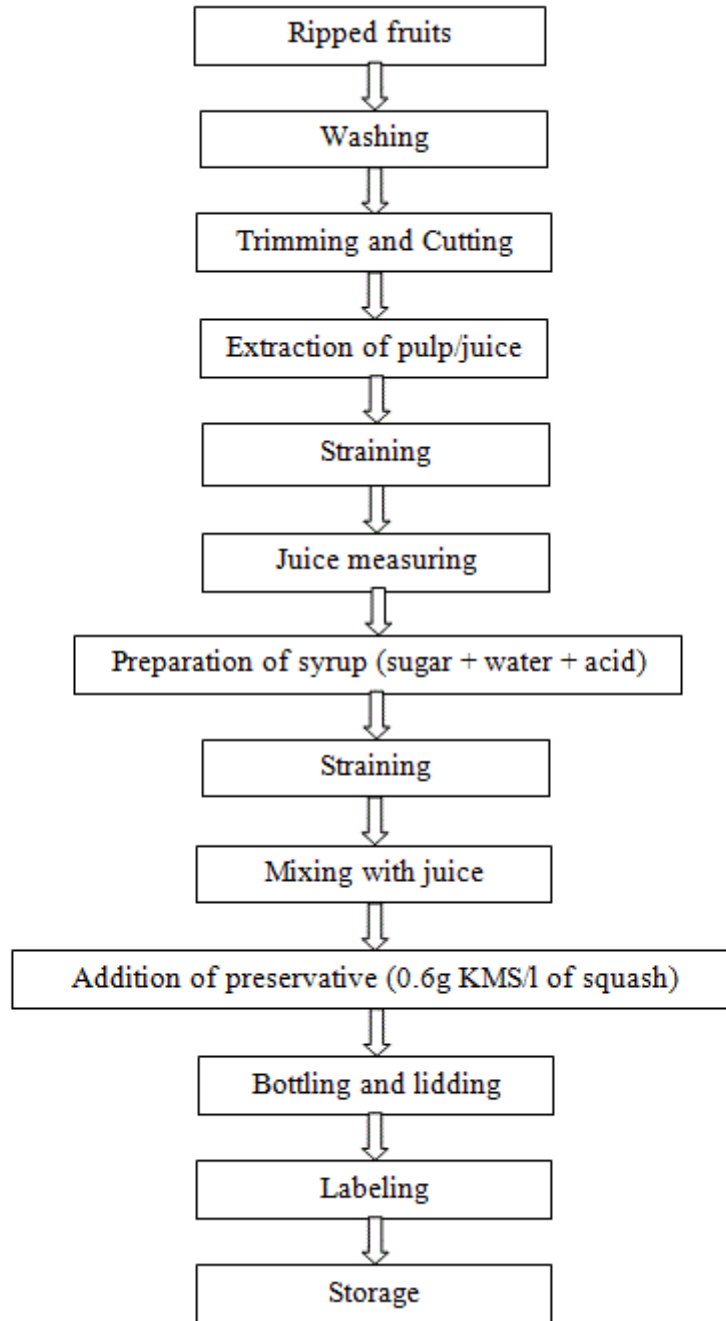 Ripped fruits
Washing
Trimming and Cutting
Extraction of pulp/juice
Straining
Juice measuring
Preparation of syrup (sugar + water + acid)
Straining
Mixing with juice
Addition of preservative (0.6g KMS/l of squash)
Bottling and lidding
Labeling
Storage